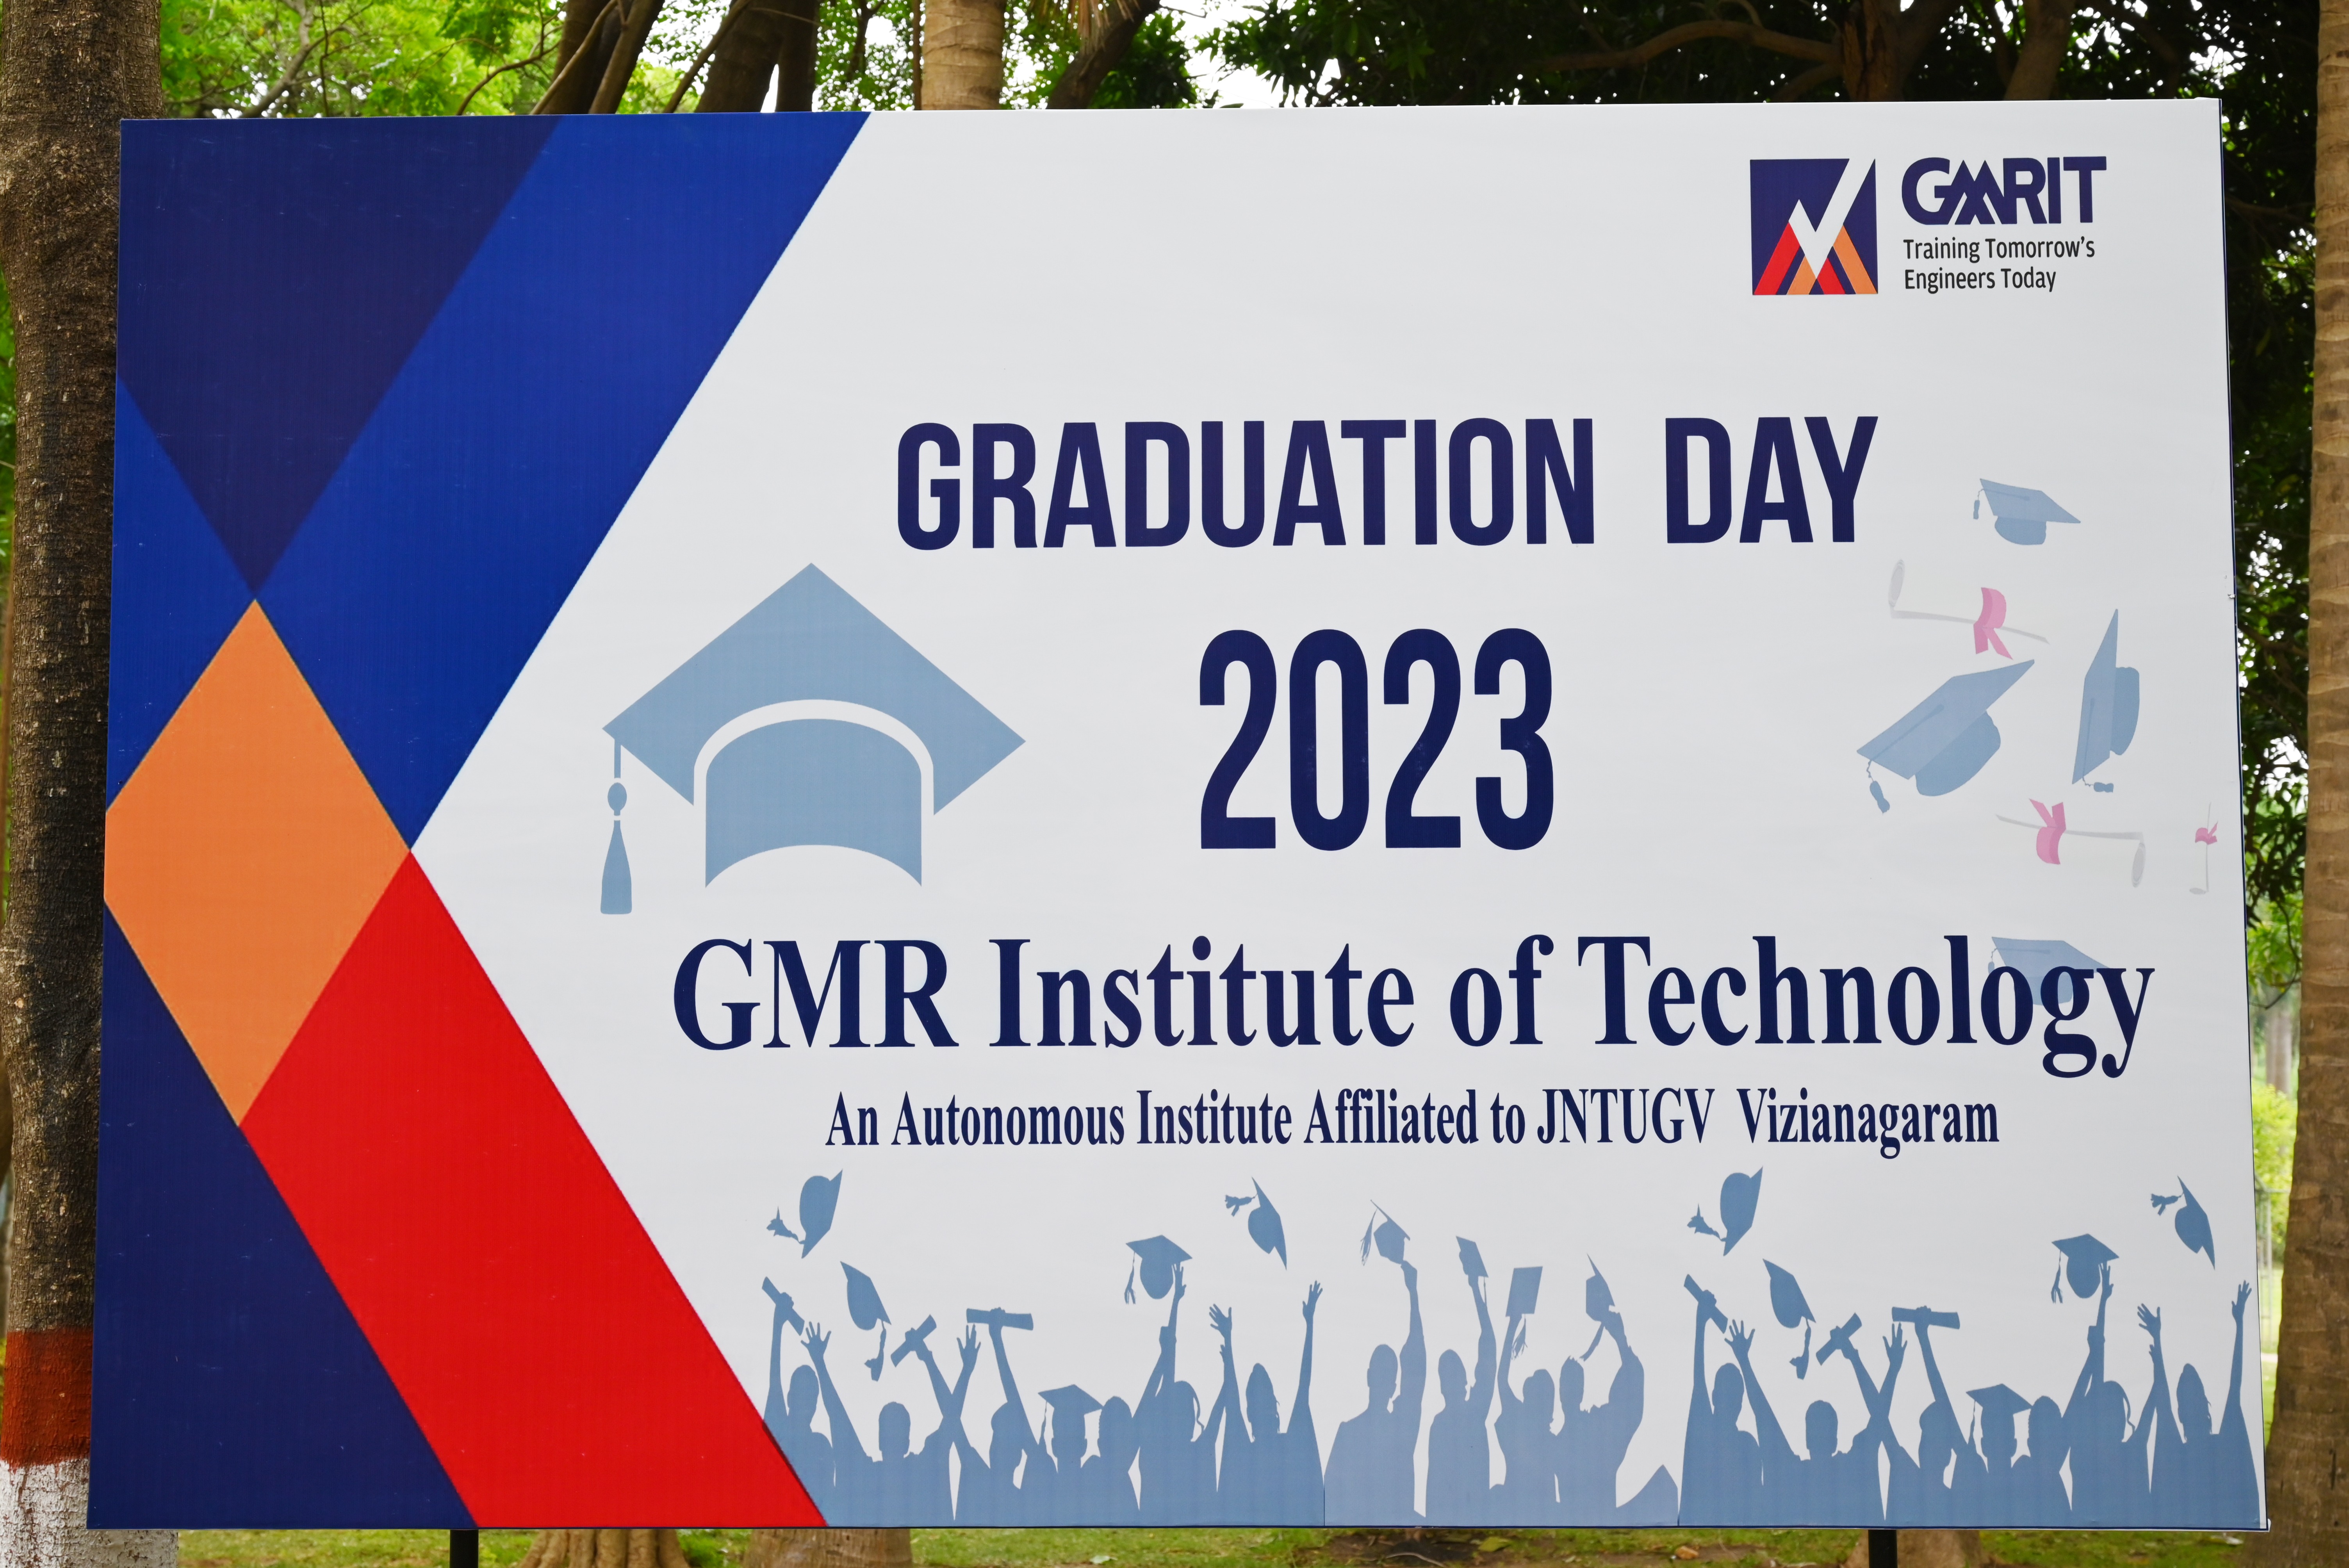 GMRIT
Training Tomorrow's
Engineers Today
GRADUATION DAY
2023
GMR Institute of Technology
An Autonomous Institute Affiliated to JNTUGV Vizianagaram